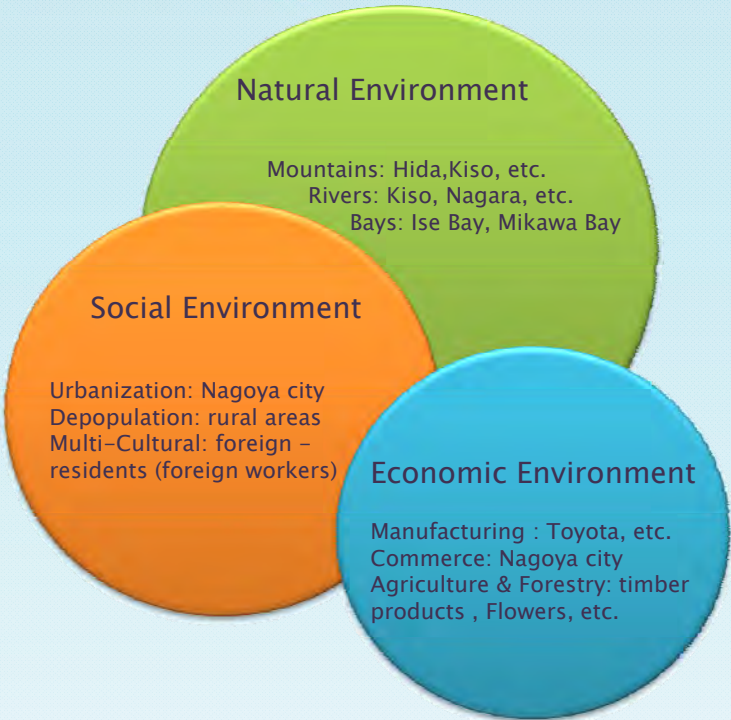 Natural Environment
Mountains: Hida,Kiso, etc.
Rivers: Kiso, Nagara, etc.
Bays: Ise Bay, Mikawa Bay
Social Environment
Urbanization: Nagoya city
Depopulation: rural areas
Multi-Cultural: foreign –
residents (foreign workers)
Economic Environment
Manufacturing : Toyota, etc.
Commerce: Nagoya city
Agriculture & Forestry: timber
products , Flowers, etc.